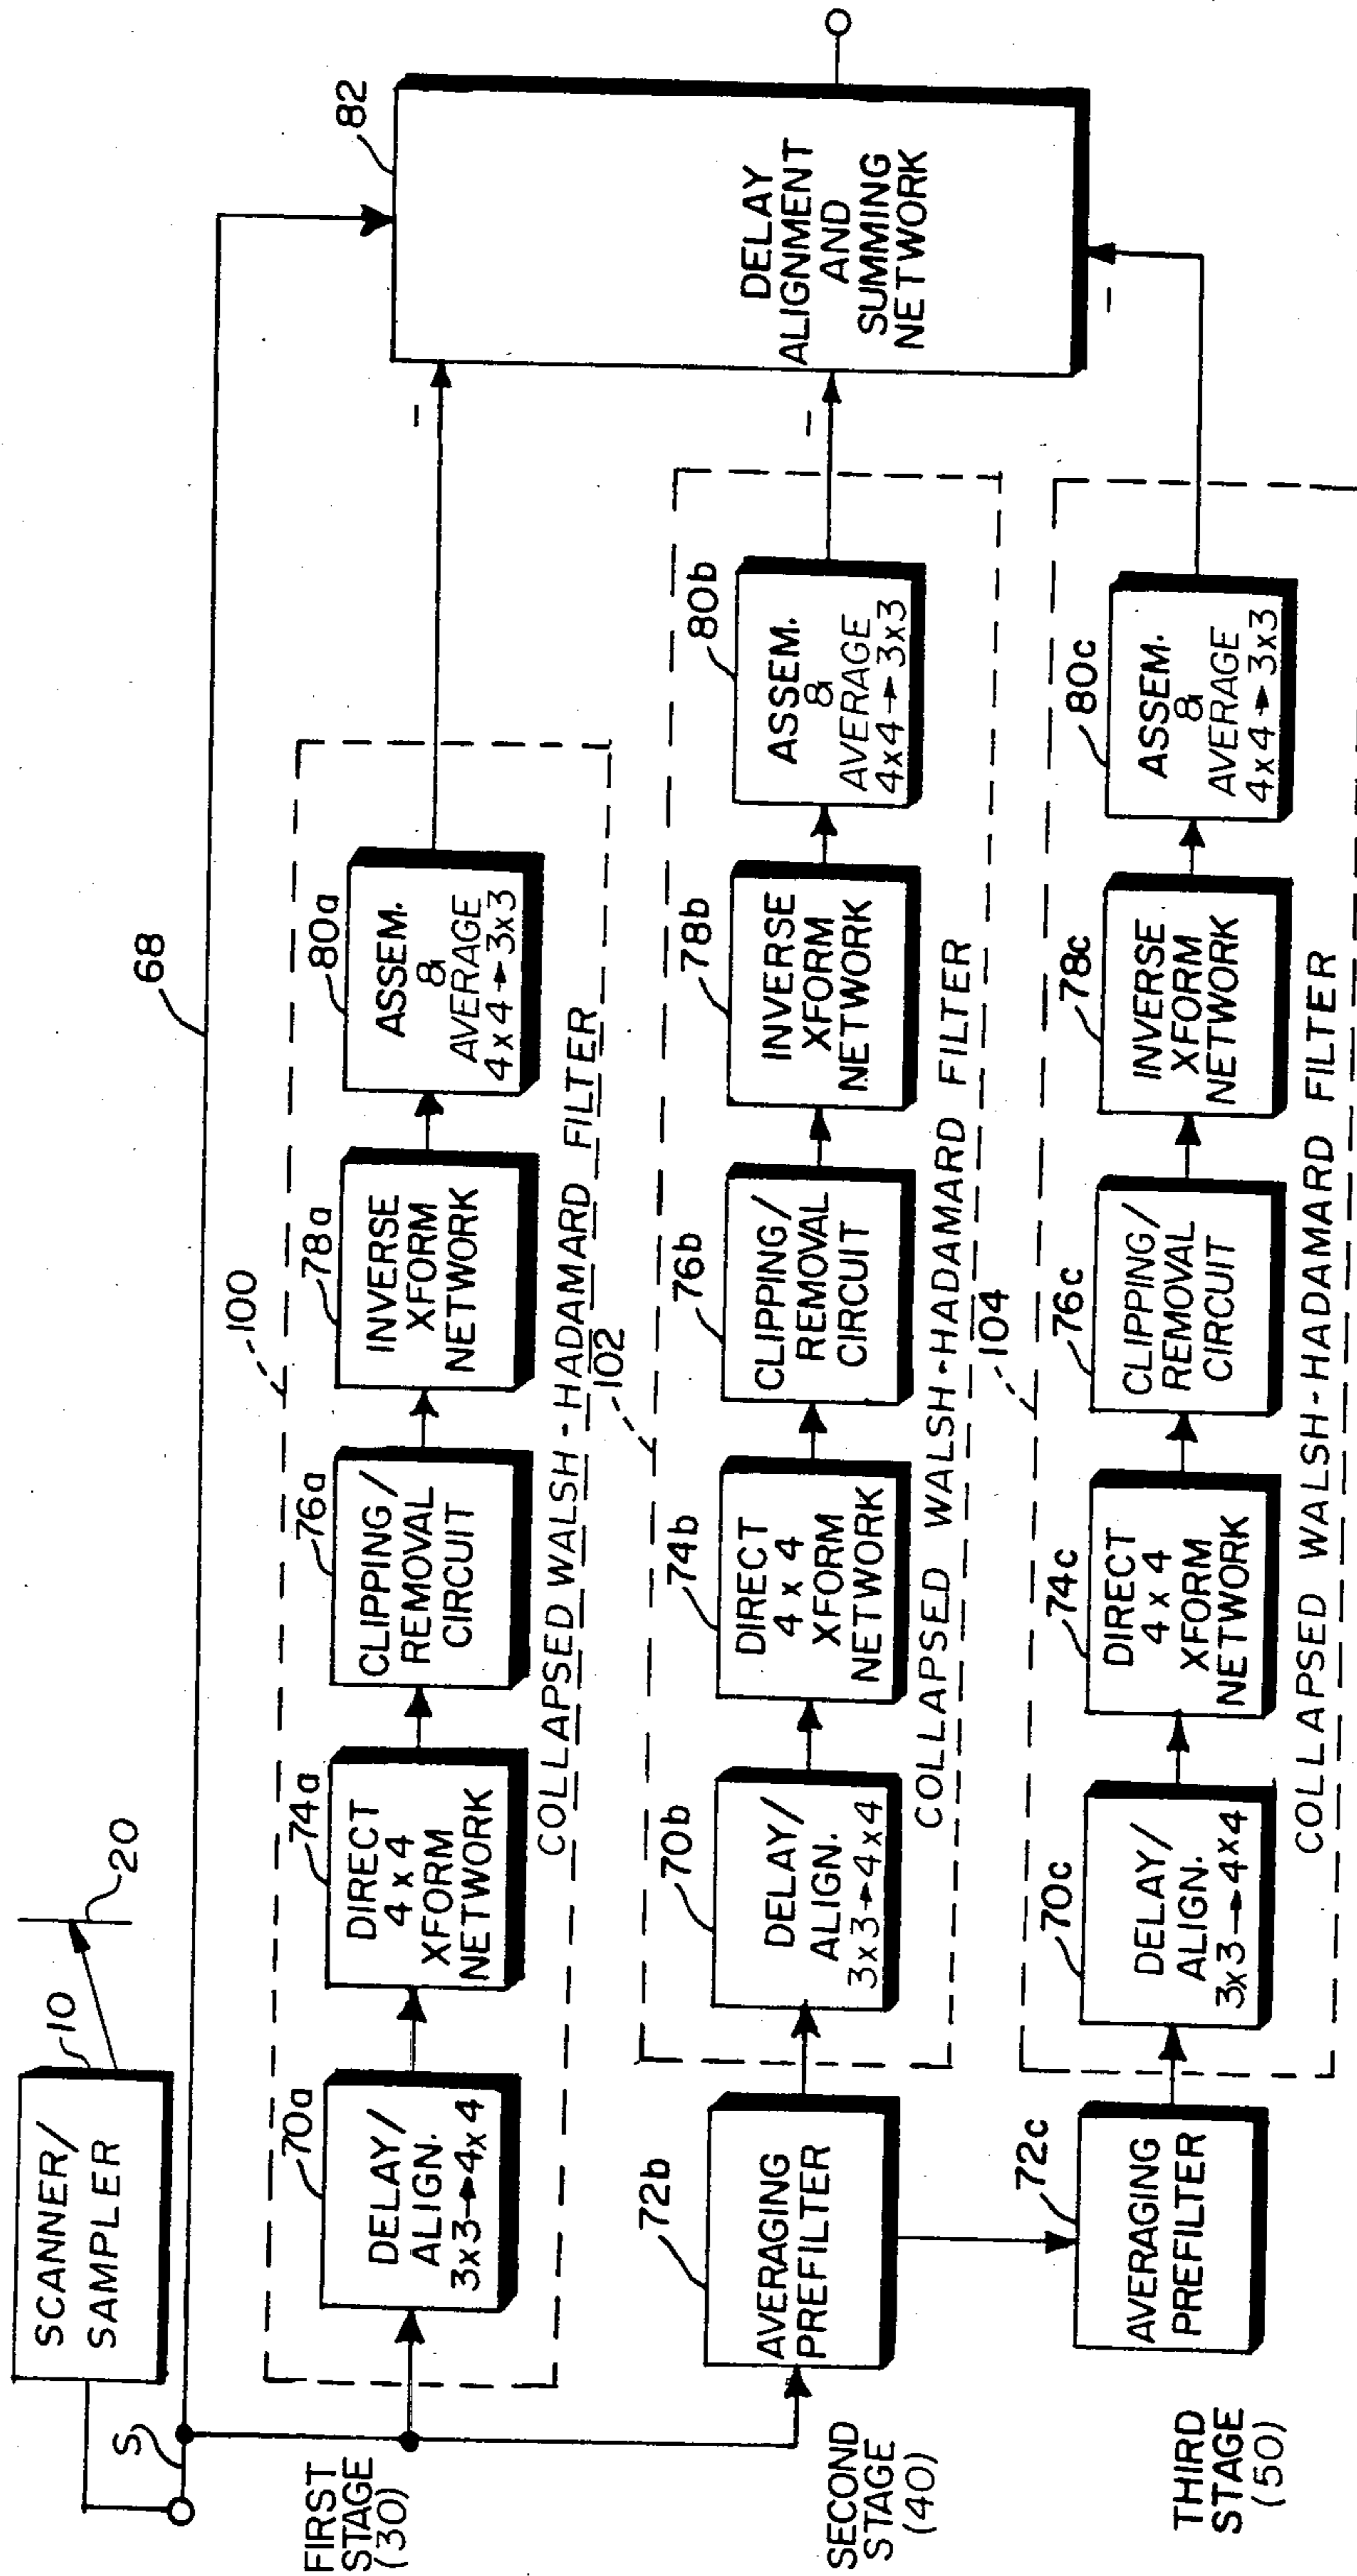 SCANNER/
SAMPLER
10
20
S
68
82
DELAY
ALIGNMENT
AND
SUMMING
NETWORK
FIRST
STAGE
(30)
100
70a
DELAY/
ALIGN.
3x3→4x4
74a
DIRECT
4 x 4
XFORM
NETWORK
76a
CLIPPING/
REMOVAL
CIRCUIT
78a
INVERSE
XFORM
NETWORK
80a
ASSEM.
&
AVERAGE
4x4→3x3
COLLAPSED WALSH-HADAMARD FILTER
–
SECOND
STAGE
(40)
72b
AVERAGING
PREFILTER
102
70b
DELAY/
ALIGN.
3x3→4x4
74b
DIRECT
4 x 4
XFORM
NETWORK
76b
CLIPPING/
REMOVAL
CIRCUIT
78b
INVERSE
XFORM
NETWORK
80b
ASSEM.
&
AVERAGE
4x4→3x3
COLLAPSED WALSH-HADAMARD FILTER
–
THIRD
STAGE
(50)
72c
AVERAGING
PREFILTER
104
70c
DELAY/
ALIGN.
3x3→4x4
74c
DIRECT
4 x 4
XFORM
NETWORK
76c
CLIPPING/
REMOVAL
CIRCUIT
78c
INVERSE
XFORM
NETWORK
80c
ASSEM.
&
AVERAGE
4x4→3x3
COLLAPSED WALSH-HADAMARD FILTER
–